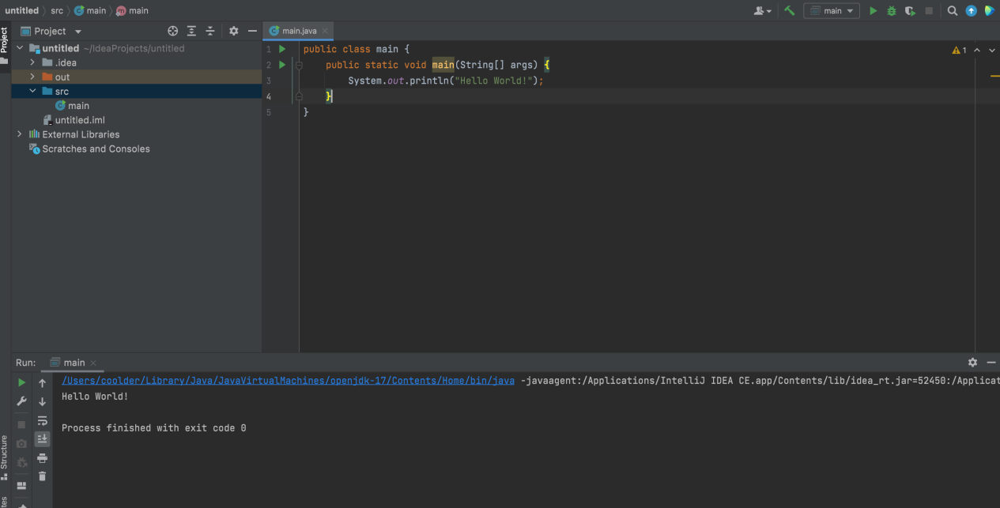 untitled src main main
main
Project
Project
main.java
untitled ~/IdeaProjects/untitled
.idea
out
src
main
untitled.iml
External Libraries
Scratches and Consoles
1 public class main {
2 public static void main(String[] args) {
3 System.out.println("Hello World!");
4 }
5 }
1
Run: main
/Users/coolder/Library/Java/JavaVirtualMachines/openjdk-17/Contents/Home/bin/java -javaagent:/Applications/IntelliJ IDEA CE.app/Contents/lib/idea_rt.jar=52450:/Applicat
Hello World!
Process finished with exit code 0
Structure